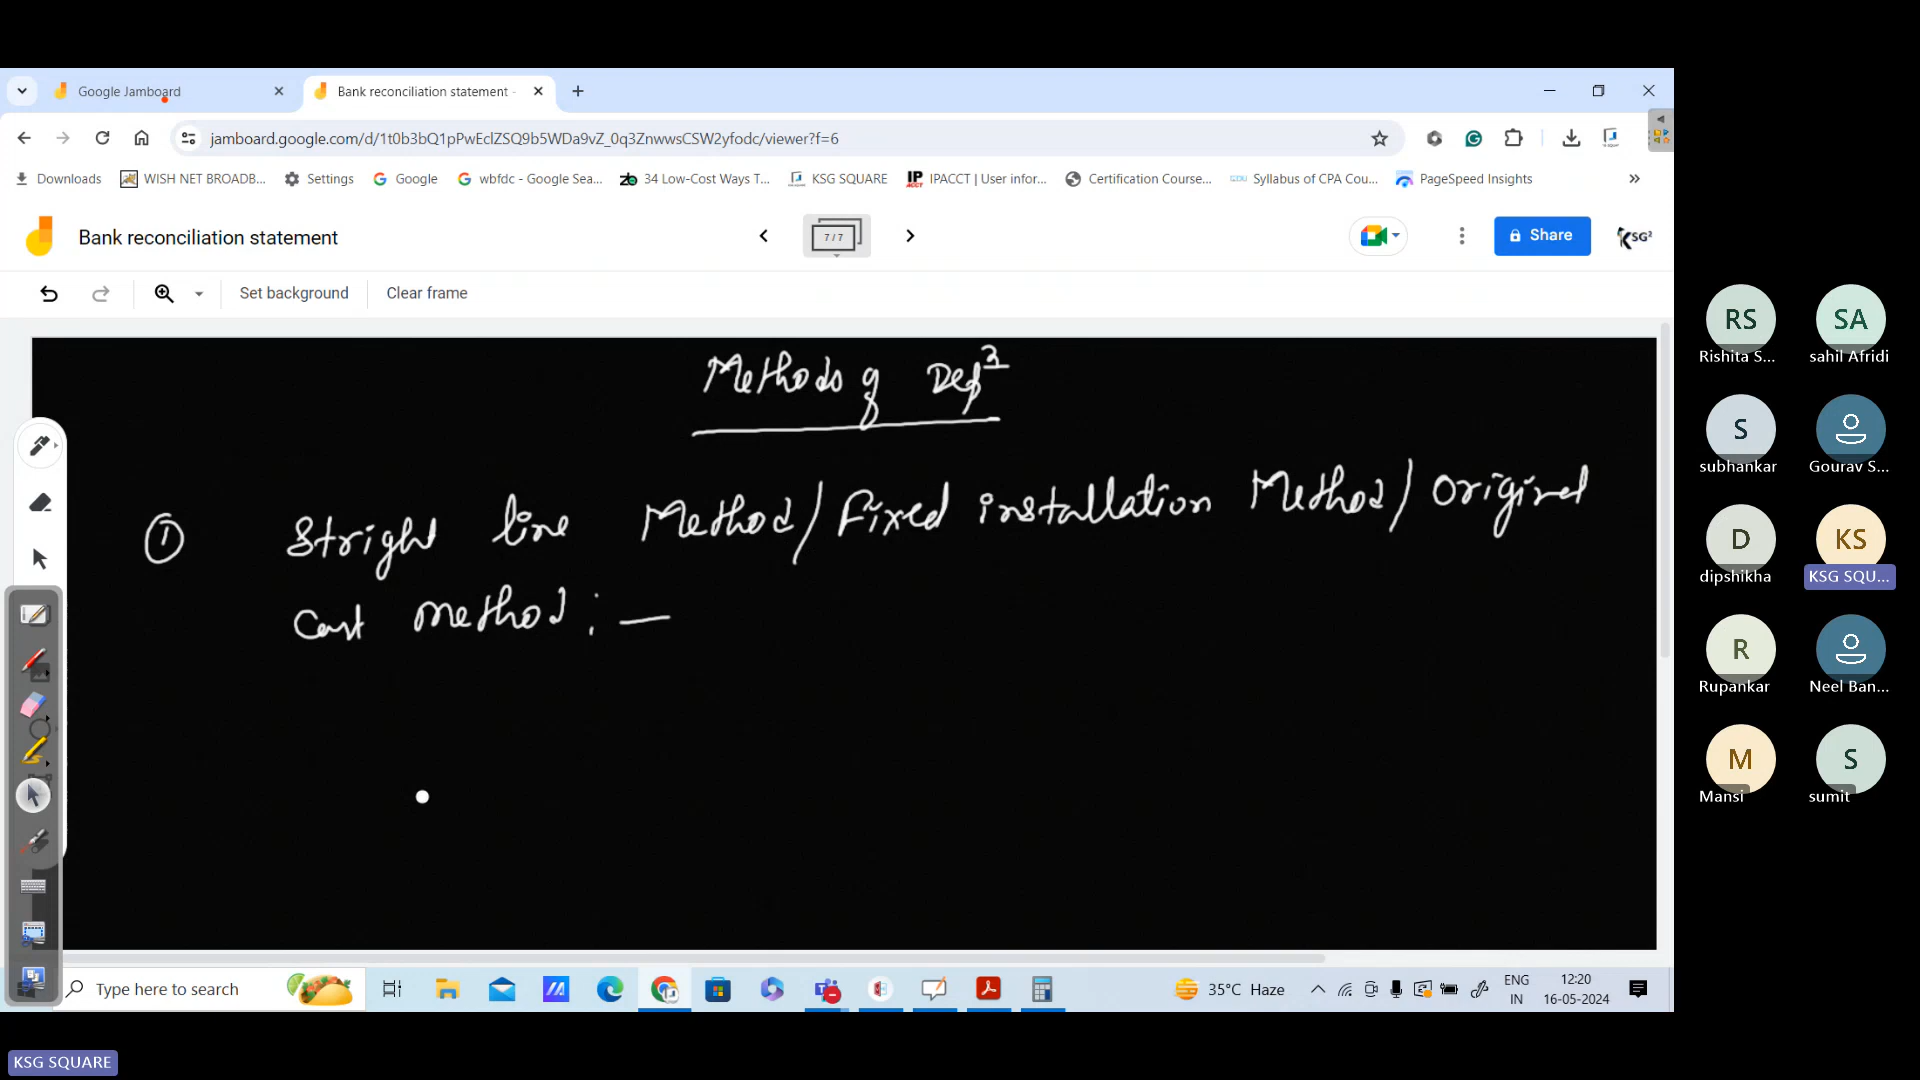 Google Jamboard
Bank reconciliation statement -
jamboard.google.com/d/1t0b3bQ1pPwEclZSQ9b5WDa9vZ_0q3ZnwwsCSW2yfodc/viewer?f=6
Downloads WISH NET BROADB... Settings Google wbfdc - Google Sea... 34 Low-Cost Ways T... KSG SQUARE IPACCT | User infor... Certification Course... Syllabus of CPA Cou... PageSpeed Insights
Bank reconciliation statement
7 / 7
Share
KSG²
Set background Clear frame
Methods of Depⁿ
① Stright line Method/Fixed installation Method/Original
Cost Method : —
RS SA
Rishita S... sahil Afridi
S
subhankar Gourav S...
D KS
dipshikha KSG SQU...
R
Rupankar Neel Ban...
M S
Mansi sumit
Type here to search
35°C Haze
ENG
IN
12:20
16-05-2024
KSG SQUARE